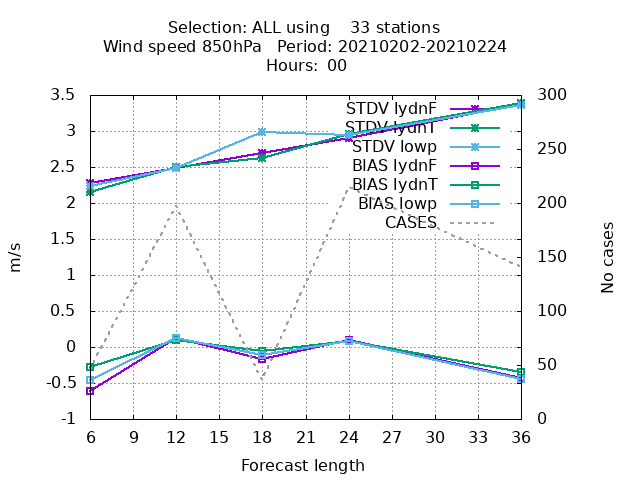 Selection: ALL using 33 stations
Wind speed 850hPa Period: 20210202-20210224
Hours: 00
3.5
3
2.5
2
1.5
1
0.5
0
-0.5
-1
m/s
STDV lydnF
STDV lydnT
STDV lowp
BIAS lydnF
BIAS lydnT
BIAS lowp
CASES
300
250
200
150
100
50
0
No cases
6 9 12 15 18 21 24 27 30 33 36
Forecast length